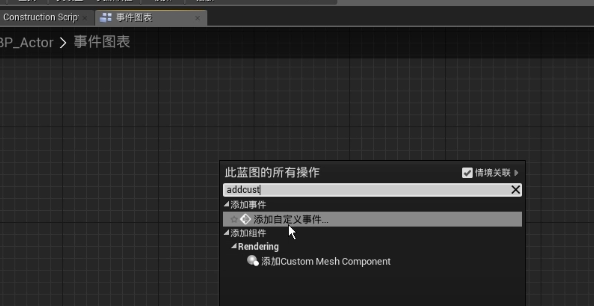 Construction Scrip
事件图表
BP_Actor > 事件图表
此蓝图的所有操作
情境关联
addcust
添加事件
添加自定义事件...
添加组件
Rendering
添加Custom Mesh Component